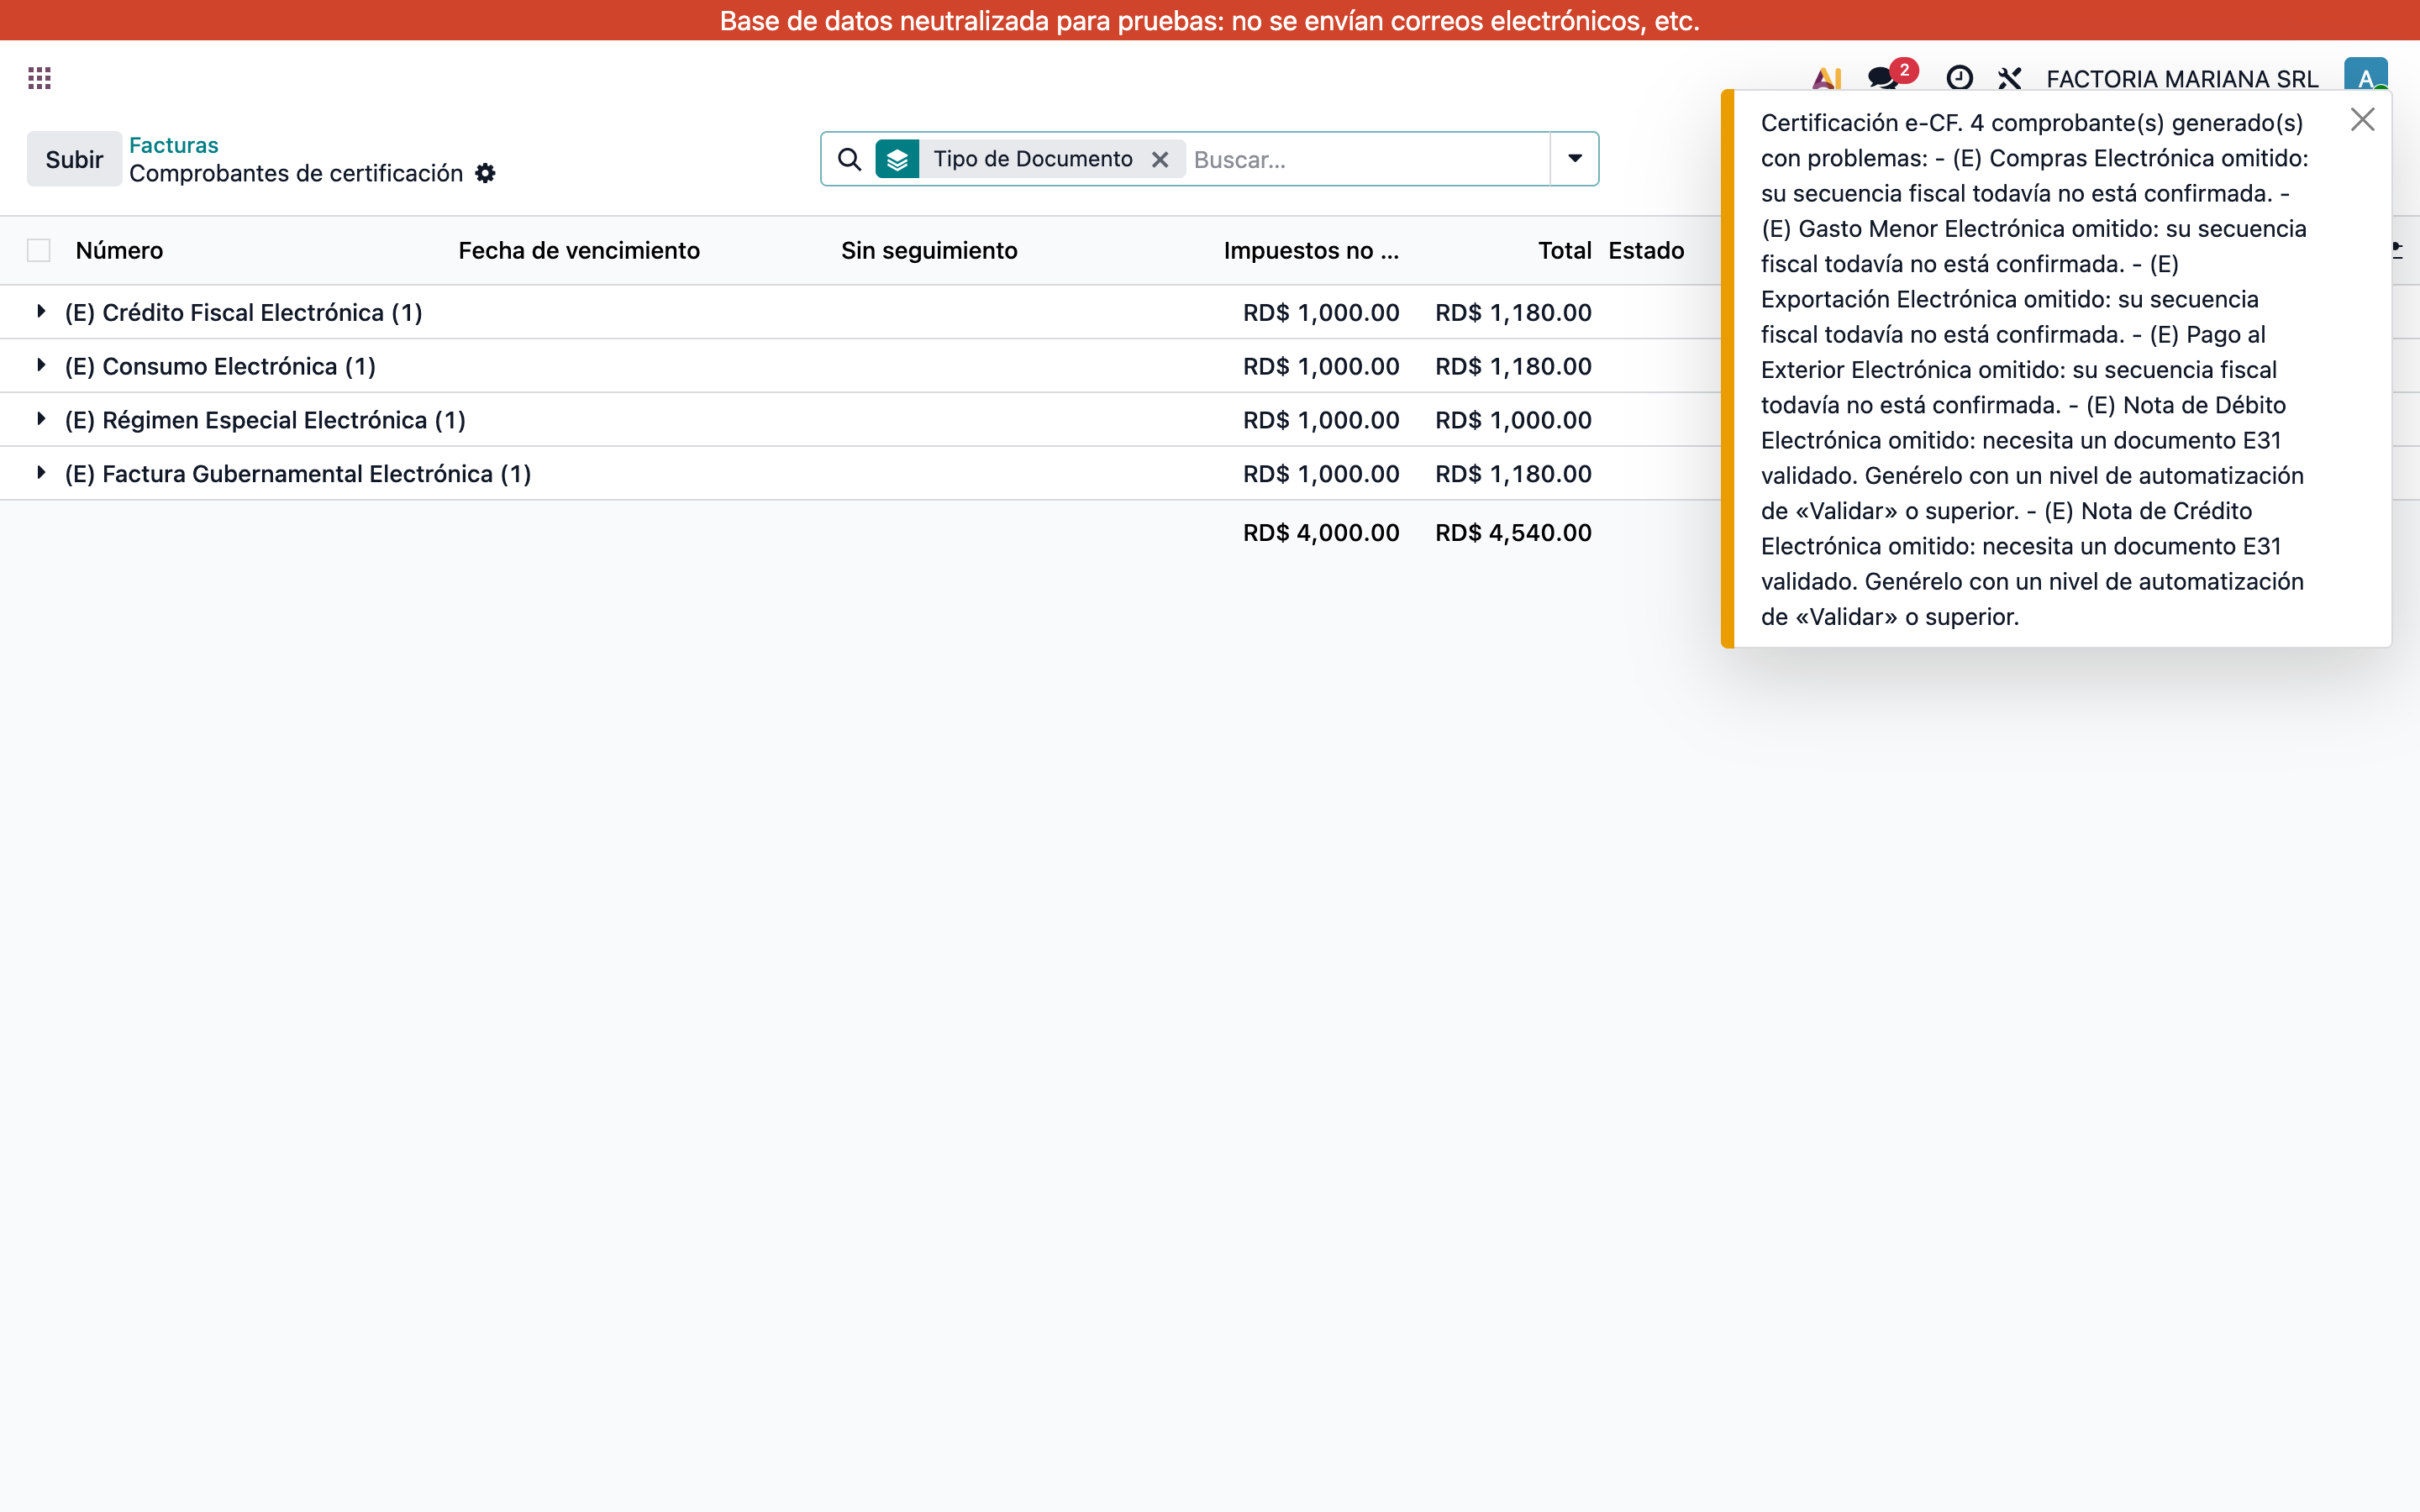 Base de datos neutralizada para pruebas: no se envían correos electrónicos, etc.
AI
2
FACTORIA MARIANA SRL
A
Subir
Facturas
Comprobantes de certificación
Tipo de Documento
Buscar...
Número
Fecha de vencimiento
Sin seguimiento
Impuestos no ...
Total
Estado
(E) Crédito Fiscal Electrónica (1)
RD$ 1,000.00
RD$ 1,180.00
(E) Consumo Electrónica (1)
RD$ 1,000.00
RD$ 1,180.00
(E) Régimen Especial Electrónica (1)
RD$ 1,000.00
RD$ 1,000.00
(E) Factura Gubernamental Electrónica (1)
RD$ 1,000.00
RD$ 1,180.00
RD$ 4,000.00
RD$ 4,540.00
Certificación e-CF. 4 comprobante(s) generado(s)
con problemas: - (E) Compras Electrónica omitido:
su secuencia fiscal todavía no está confirmada. -
(E) Gasto Menor Electrónica omitido: su secuencia
fiscal todavía no está confirmada. - (E)
Exportación Electrónica omitido: su secuencia
fiscal todavía no está confirmada. - (E) Pago al
Exterior Electrónica omitido: su secuencia fiscal
todavía no está confirmada. - (E) Nota de Débito
Electrónica omitido: necesita un documento E31
validado. Genérelo con un nivel de automatización
de «Validar» o superior. - (E) Nota de Crédito
Electrónica omitido: necesita un documento E31
validado. Genérelo con un nivel de automatización
de «Validar» o superior.